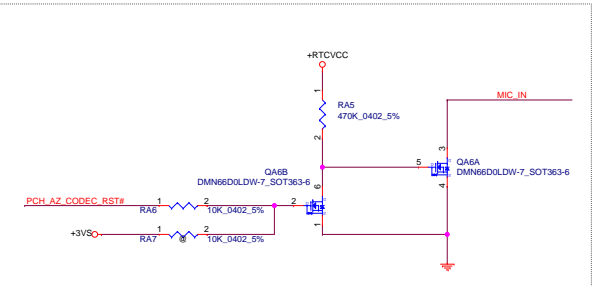 +RTCVCC
1
RA5
470K_0402_5%
2
MIC_IN
3
5
QA6A
DMN66D0LDW-7_SOT363-6
4
QA6B
DMN66D0LDW-7_SOT363-6
6
2
1
PCH_AZ_CODEC_RST#
1
2
RA6
10K_0402_5%
+3VS
1
2
RA7
@
10K_0402_5%